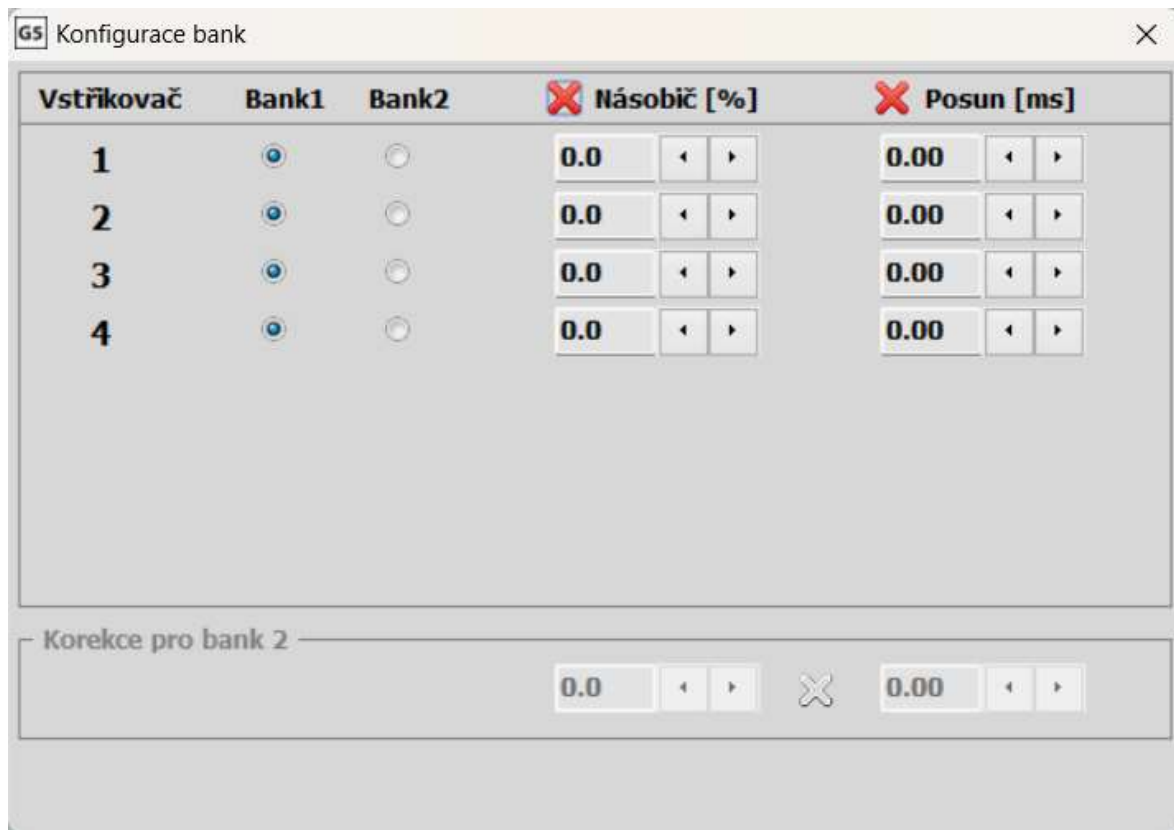 GS Konfigurace bank
Vstřikovač Bank1 Bank2 Násobič [%] Posun [ms]
1 0.0 0.00
2 0.0 0.00
3 0.0 0.00
4 0.0 0.00
Korekce pro bank 2
0.0 0.00